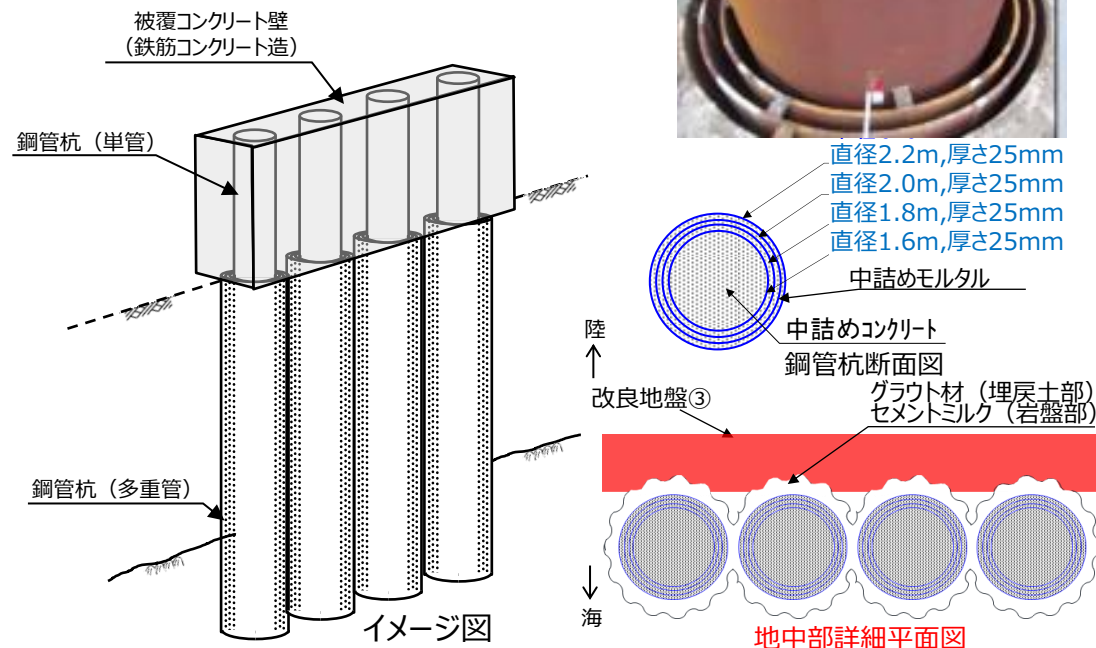 被覆コンクリート壁
（鉄筋コンクリート造）
鋼管杭（単管）
鋼管杭（多重管）
イメージ図
直径2.2m,厚さ25mm
直径2.0m,厚さ25mm
直径1.8m,厚さ25mm
直径1.6m,厚さ25mm
中詰めモルタル
中詰めコンクリート
鋼管杭断面図
陸
改良地盤③
グラウト材（埋戻土部）
セメントミルク（岩盤部）
海
地中部詳細平面図